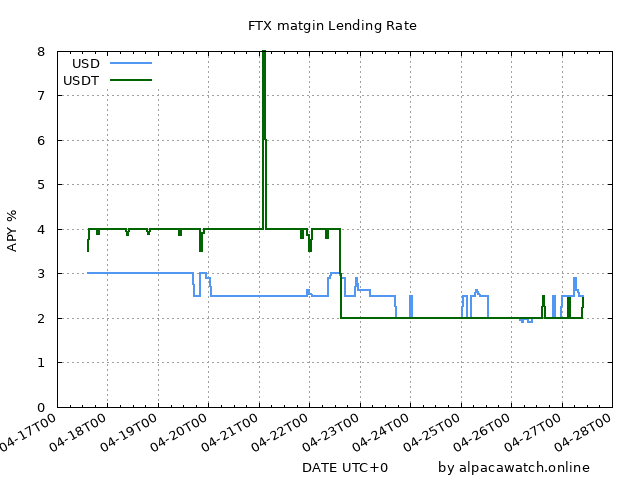 FTX matgin Lending Rate
USD
USDT
8
7
6
5
4
3
2
1
0
APY %
04-17T00
04-18T00
04-19T00
04-20T00
04-21T00
04-22T00
04-23T00
04-24T00
04-25T00
04-26T00
04-27T00
04-28T00
DATE UTC+0
by alpacawatch.online